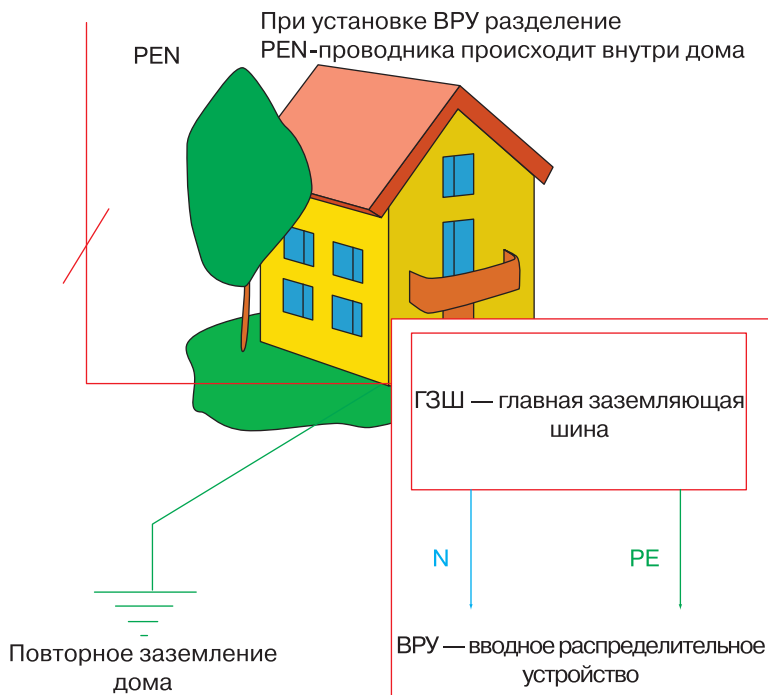 При установке ВРУ разделение
PEN-проводника происходит внутри дома
PEN
ГЗШ — главная заземляющая
шина
N
PE
ВРУ — вводное распределительное
устройство
Повторное заземление
дома